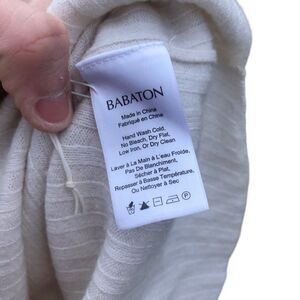 BABATON
Made in China
Fabriqué en Chine
Hand Wash Cold,
No Bleach, Dry Flat,
Low Iron, Or Dry Clean
Laver à La Main à L'eau Froide,
Pas De Blanchiment,
Sécher à Plat,
Repasser à Basse Température,
Ou Nettoyer à Sec
P